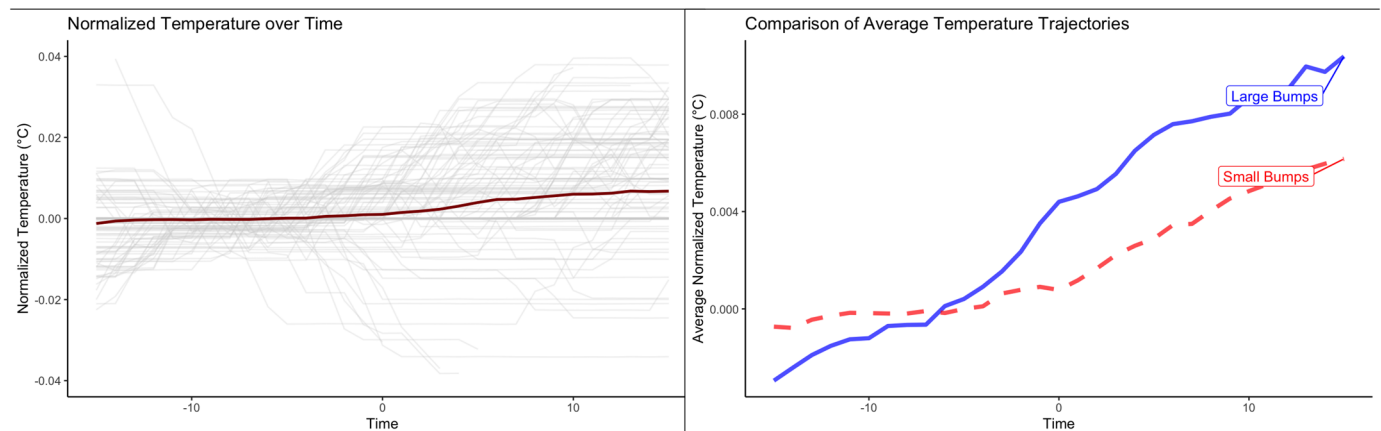 Normalized Temperature over Time
Normalized Temperature (°C)
0.04
0.02
0.00
-0.02
-0.04
-10
0
10
Time
Comparison of Average Temperature Trajectories
Average Normalized Temperature (°C)
0.008
0.004
0.000
Large Bumps
Small Bumps
-10
0
10
Time